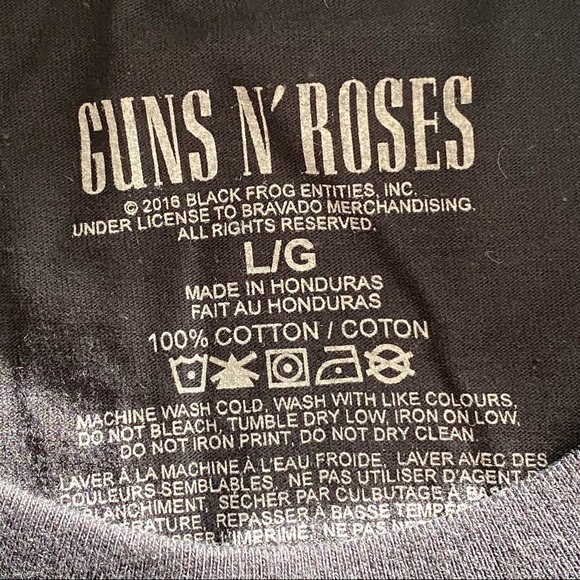 GUNS N' ROSES
© 2016 BLACK FROG ENTITIES, INC.
UNDER LICENSE TO BRAVADO MERCHANDISING.
ALL RIGHTS RESERVED.
L/G
MADE IN HONDURAS
FAIT AU HONDURAS
100% COTTON / COTON
MACHINE WASH COLD, WASH WITH LIKE COLOURS,
DO NOT BLEACH, TUMBLE DRY LOW, IRON ON LOW,
DO NOT IRON PRINT, DO NOT DRY CLEAN.
LAVER À LA MACHINE À L'EAU FROIDE, LAVER AVEC DES
COULEURS SEMBLABLES, NE PAS UTILISER D'AGENT
BLANCHIMENT, SÉCHER PAR CULBUTAGE À BASSE
REPASSER À BASSE
L'IMPRIMÉ, NE PAS